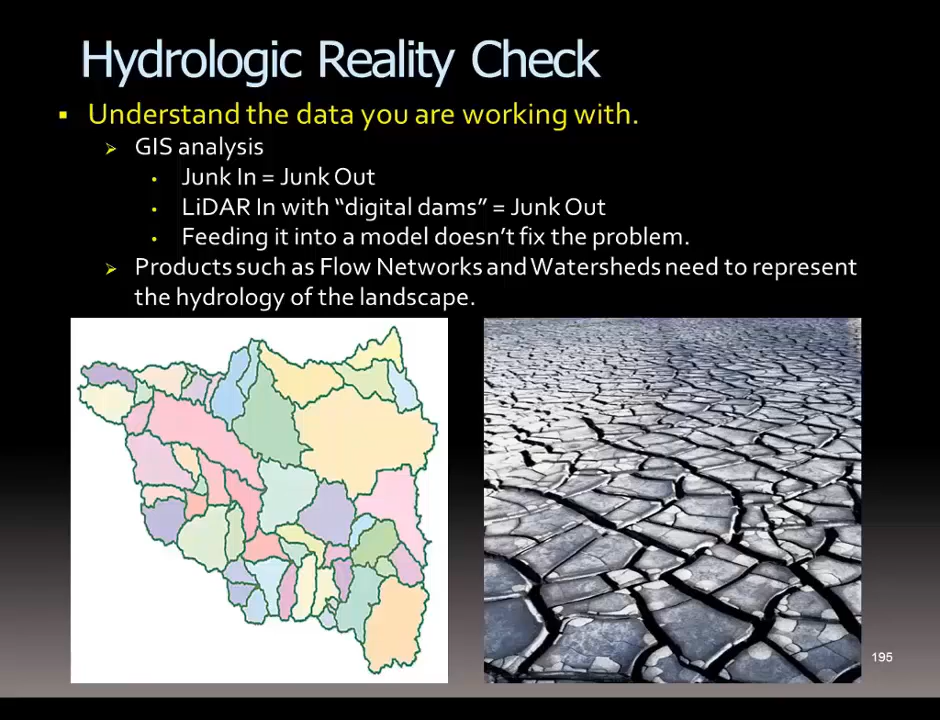 Hydrologic Reality Check
▪ Understand the data you are working with.
➢ GIS analysis
• Junk In = Junk Out
• LiDAR In with “digital dams” = Junk Out
• Feeding it into a model doesn’t fix the problem.
➢ Products such as Flow Networks and Watersheds need to represent
the hydrology of the landscape.
195